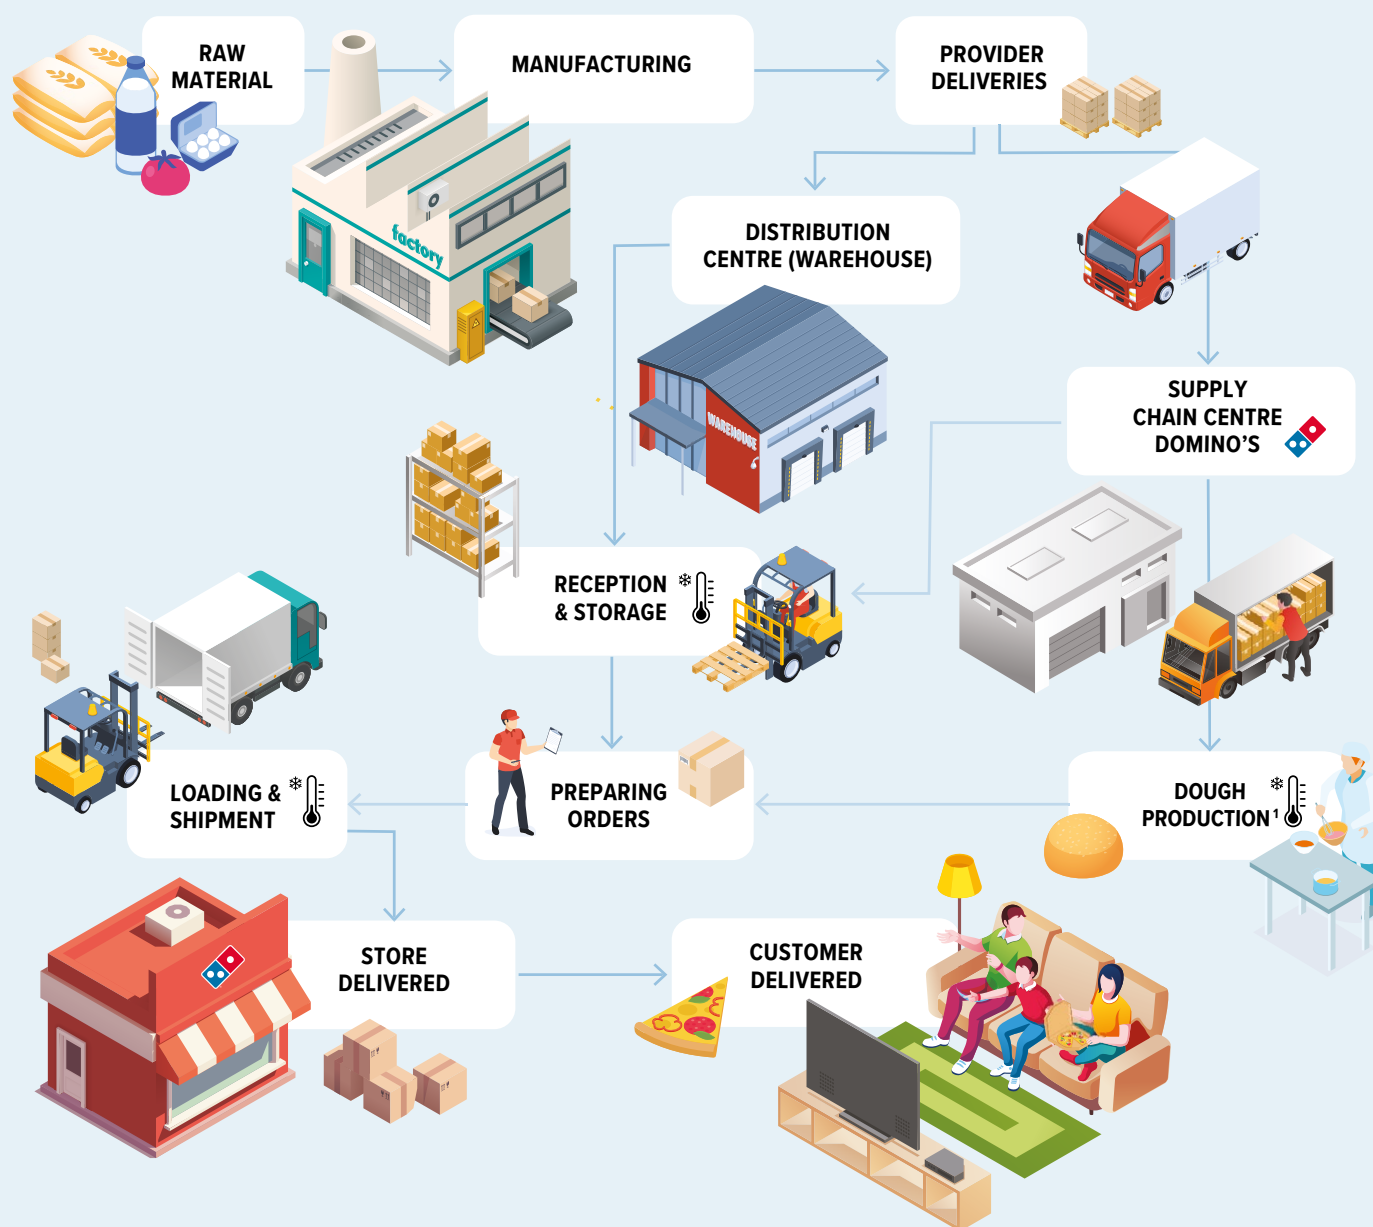 RAW
MATERIAL
MANUFACTURING
PROVIDER
DELIVERIES
factory
DISTRIBUTION
CENTRE (WAREHOUSE)
WAREHOUSE
SUPPLY
CHAIN CENTRE
DOMINO'S
RECEPTION
& STORAGE
LOADING &
SHIPMENT
PREPARING
ORDERS
DOUGH
PRODUCTION¹
STORE
DELIVERED
CUSTOMER
DELIVERED